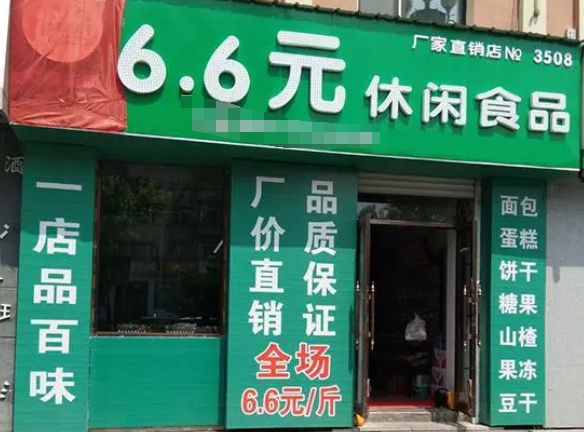 厂家直销店№ 3508
6.6元 休闲食品
酒
一店品百味
厂价直销
品质保证
全场
6.6元/斤
面包
蛋糕
饼干
糖果
山楂
果冻
豆干